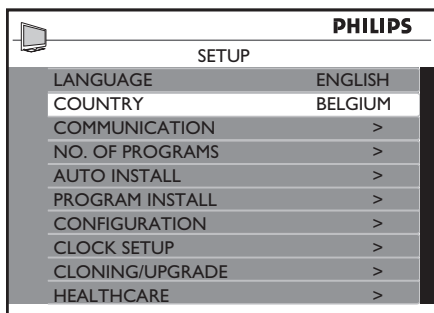 PHILIPS
SETUP
LANGUAGE ENGLISH
COUNTRY BELGIUM
COMMUNICATION >
NO. OF PROGRAMS >
AUTO INSTALL >
PROGRAM INSTALL >
CONFIGURATION >
CLOCK SETUP >
CLONING/UPGRADE >
HEALTHCARE >